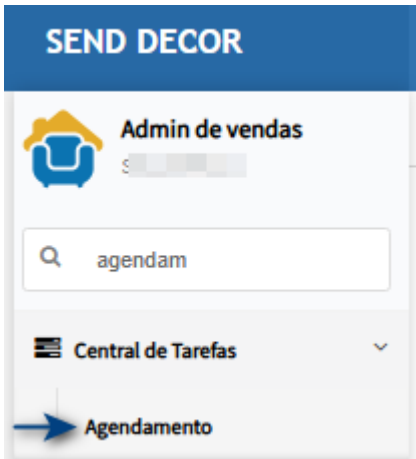 SEND DECOR
Admin de vendas
agendam
Central de Tarefas
Agendamento